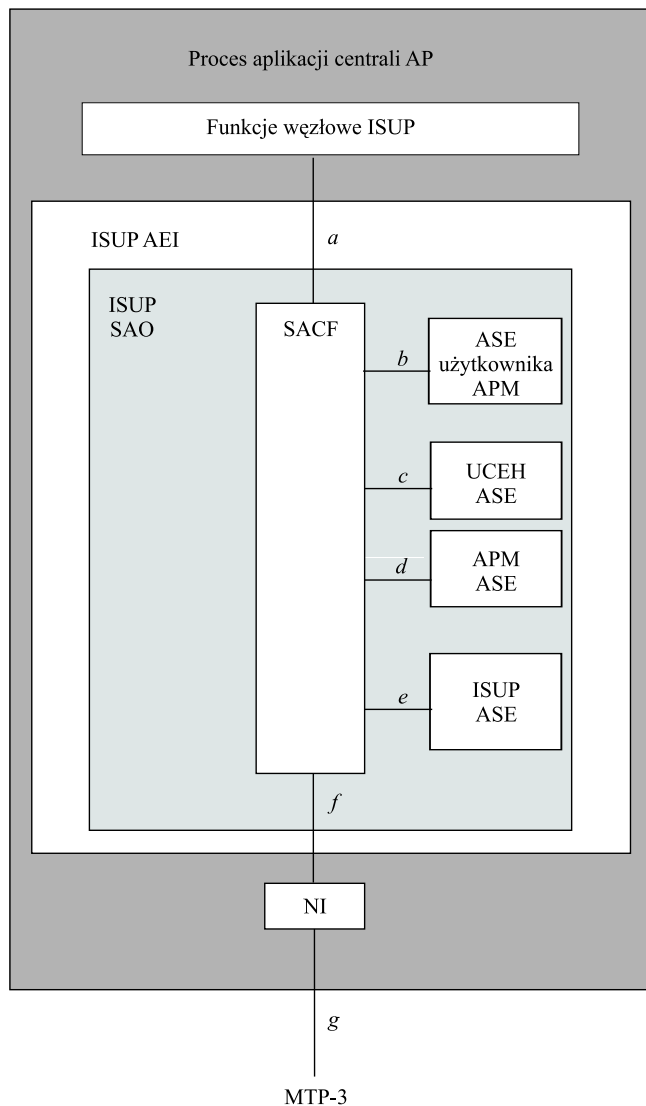 Proces aplikacji centrali AP
Funkcje węzłowe ISUP
ISUP AEI
a
ISUP
SAO
SACF
b
ASE
użytkownika
APM
c
UCEH
ASE
d
APM
ASE
e
ISUP
ASE
f
NI
g
MTP-3